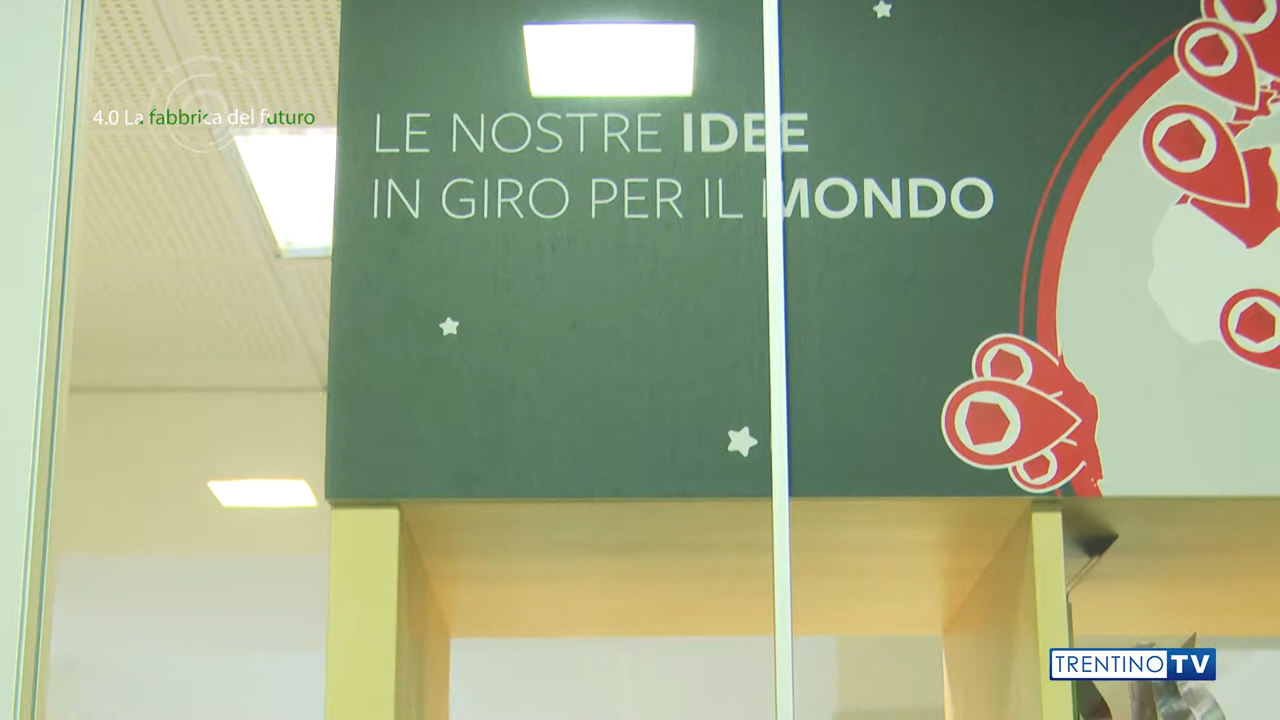 4.0 La fabbrica del futuro
LE NOSTRE IDEE
IN GIRO PER IL MONDO
TRENTINO TV